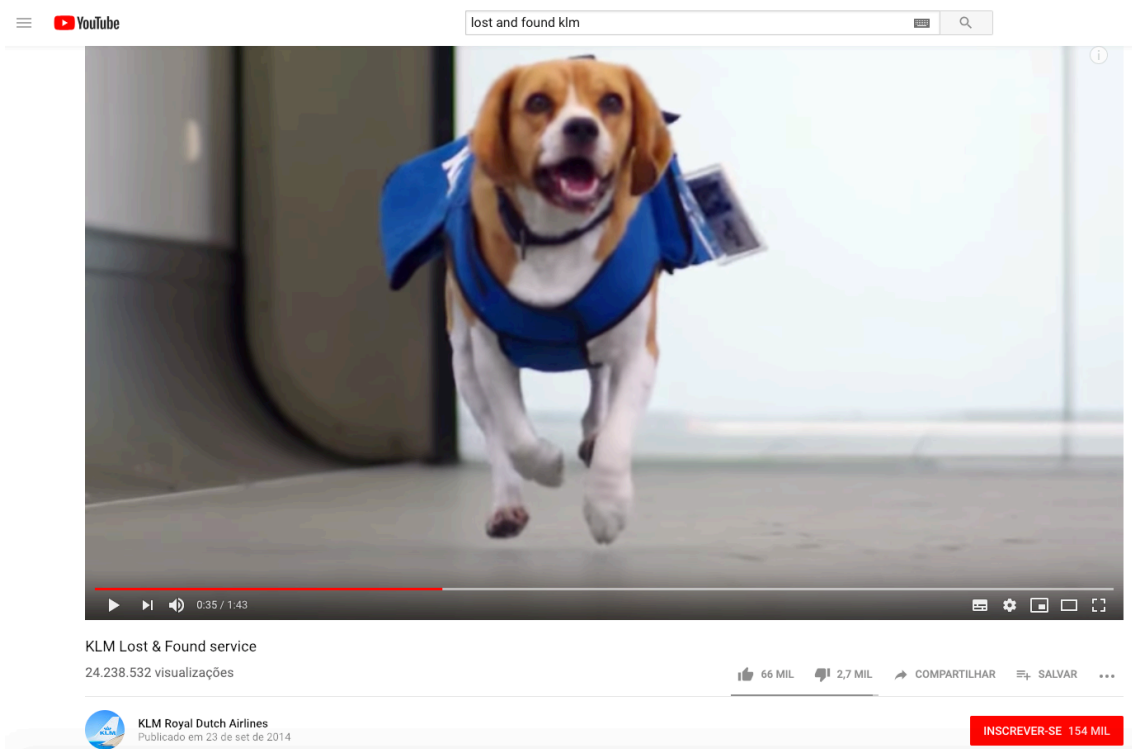 YouTube
lost and found klm
0:35 / 1:43
KLM Lost & Found service
24.238.532 visualizações
66 MIL
2,7 MIL
COMPARTILHAR
SALVAR
KLM
KLM Royal Dutch Airlines
Publicado em 23 de set de 2014
INSCREVER-SE 154 MIL